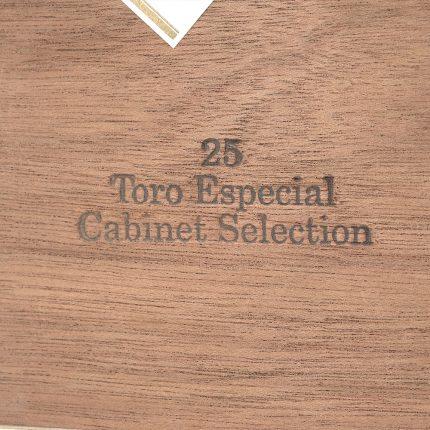 25
Toro Especial
Cabinet Selection